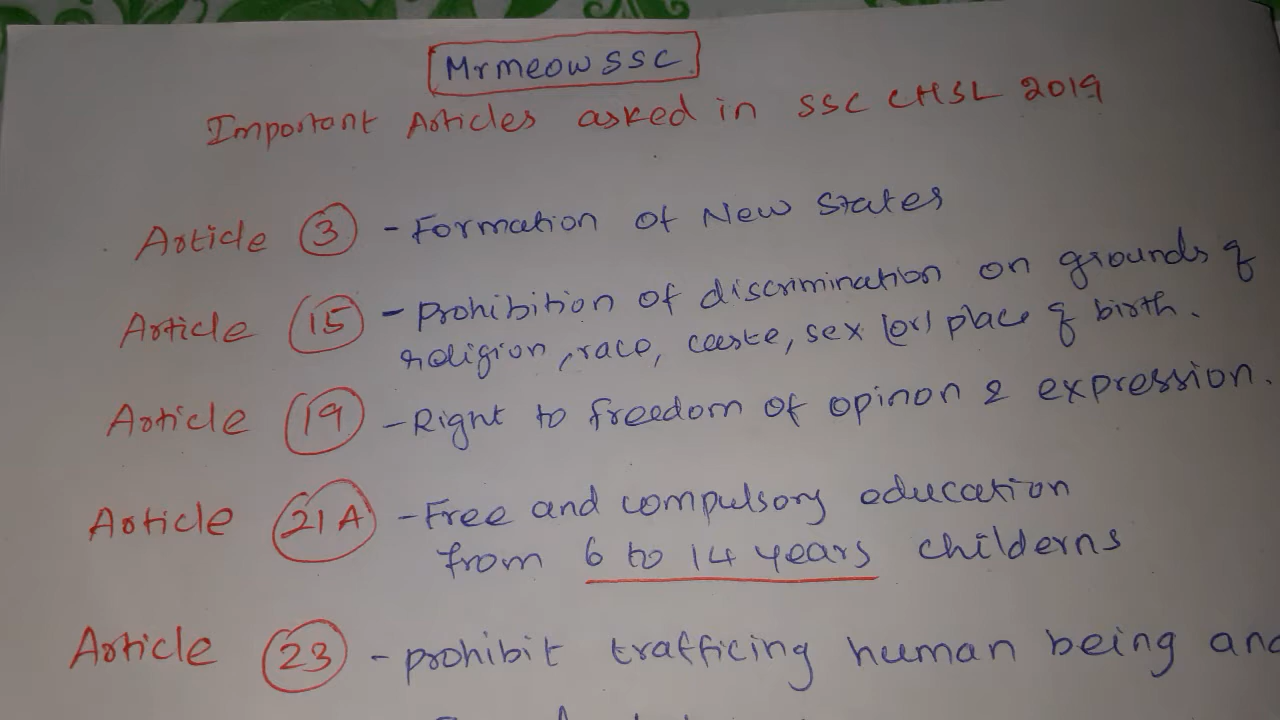 Mrmeow SSC
Important Articles asked in SSC CHSL 2019
Article 3 - Formation of New States
Article 15 - Prohibition of discrimination on grounds of
religion, race, caste, sex (or) place of birth.
Article 19 - Right to freedom of opinon & expression.
Article 21A - Free and compulsory education
from 6 to 14 years childerns
Article 23 - prohibit trafficing human being and